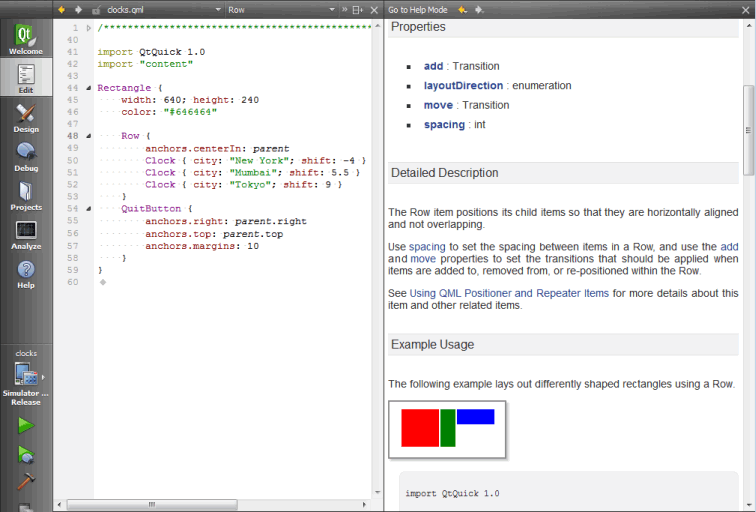 clocks.qml
Row
Go to Help Mode
Qt
Welcome
Edit
Design
Debug
Projects
Analyze
Help
clocks
Simulator ...
Release
1 /********************************************
40
41 import QtQuick 1.0
42 import "content"
43
44 Rectangle {
45 width: 640; height: 240
46 color: "#646464"
47
48 Row {
49 anchors.centerIn: parent
50 Clock { city: "New York"; shift: -4 }
51 Clock { city: "Mumbai"; shift: 5.5 }
52 Clock { city: "Tokyo"; shift: 9 }
53 }
54 QuitButton {
55 anchors.right: parent.right
56 anchors.top: parent.top
57 anchors.margins: 10
58 }
59 }
60
Properties
add : Transition
layoutDirection : enumeration
move : Transition
spacing : int
Detailed Description
The Row item positions its child items so that they are horizontally aligned
and not overlapping.
Use spacing to set the spacing between items in a Row, and use the add
and move properties to set the transitions that should be applied when
items are added to, removed from, or re-positioned within the Row.
See Using QML Positioner and Repeater Items for more details about this
item and other related items.
Example Usage
The following example lays out differently shaped rectangles using a Row.
import QtQuick 1.0